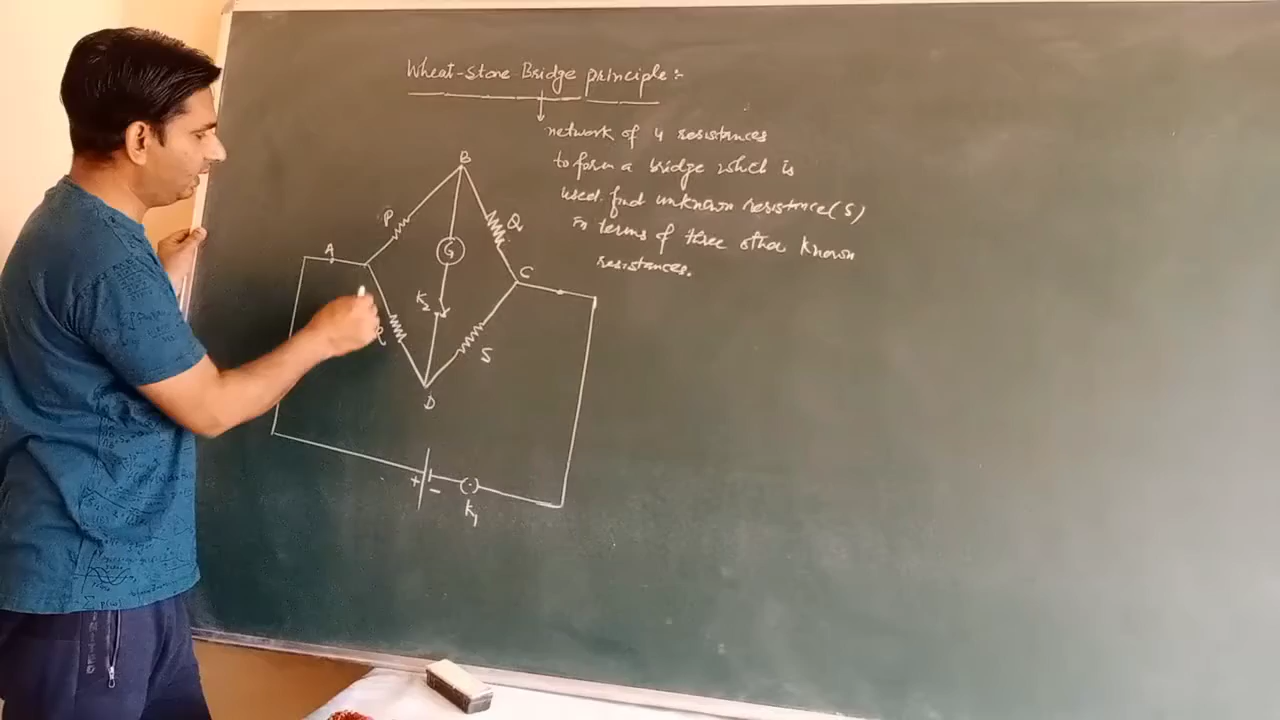 Wheat-stone Bridge principle:-
network of 4 resistances
to form a bridge which is
used find unknown resistance(S)
in terms of three other known
resistances.
B
P
Q
A
G
C
K2
R
S
D
+ -
K1